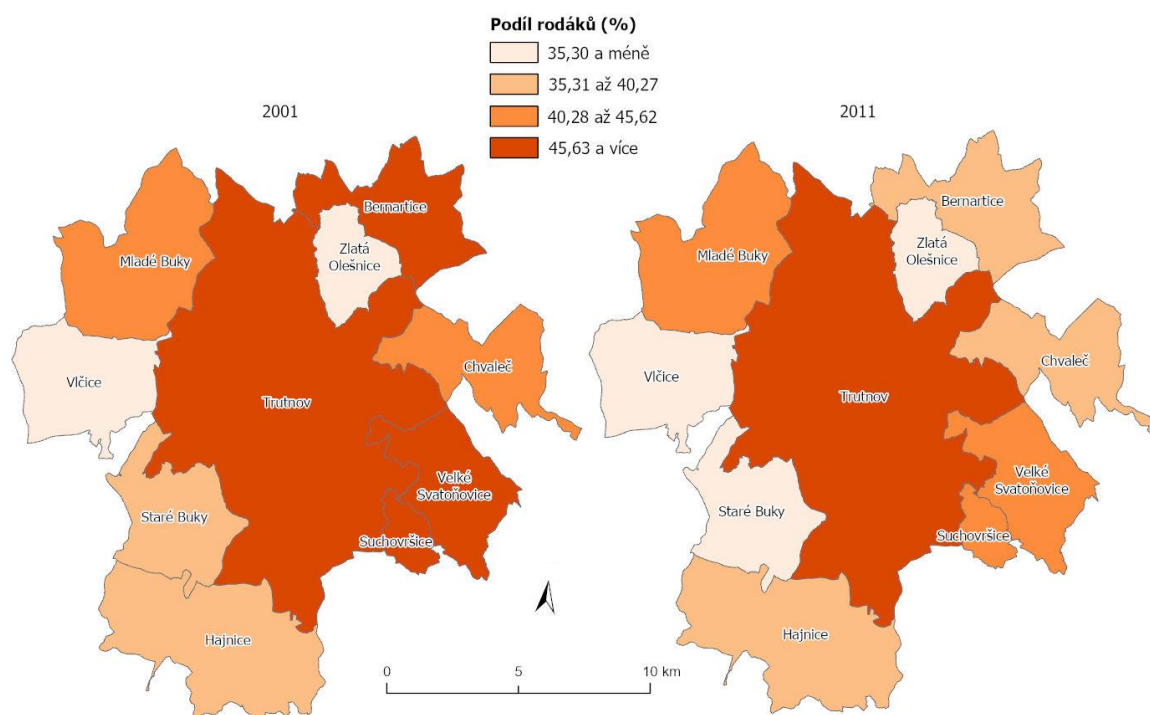 Podíl rodáků (%)
35,30 a méně
35,31 až 40,27
40,28 až 45,62
45,63 a více
2001
Bernartice
Zlatá
Olešnice
Mladé Buky
Chvaleč
Vlčice
Trutnov
Velké
Svatoňovice
Staré Buky
Suchovršice
Hajnice
2011
Bernartice
Zlatá
Olešnice
Mladé Buky
Chvaleč
Vlčice
Trutnov
Velké
Svatoňovice
Staré Buky
Suchovršice
Hajnice
0 5 10 km